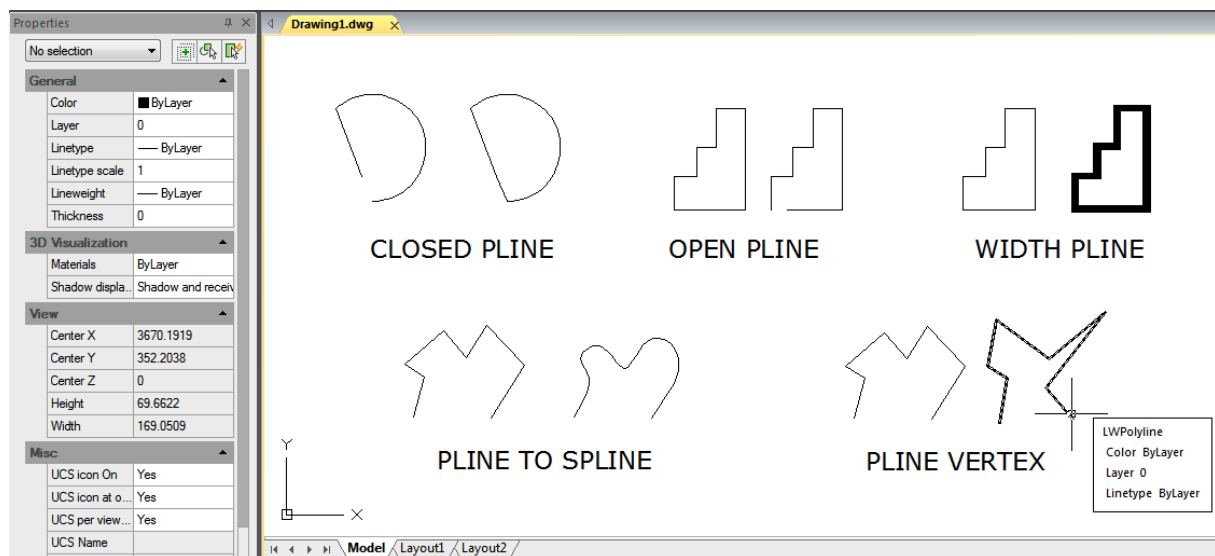 Properties
No selection
General
Color ByLayer
Layer 0
Linetype ByLayer
Linetype scale 1
Lineweight ByLayer
Thickness 0
3D Visualization
Materials ByLayer
Shadow displa... Shadow and receiv
View
Center X 3670.1919
Center Y 352.2038
Center Z 0
Height 69.6622
Width 169.0509
Misc
UCS icon On Yes
UCS icon at o... Yes
UCS per view... Yes
UCS Name
Drawing1.dwg
CLOSED PLINE
OPEN PLINE
WIDTH PLINE
PLINE TO SPLINE
PLINE VERTEX
LWPolyline
Color ByLayer
Layer 0
Linetype ByLayer
Y
X
Model Layout1 Layout2